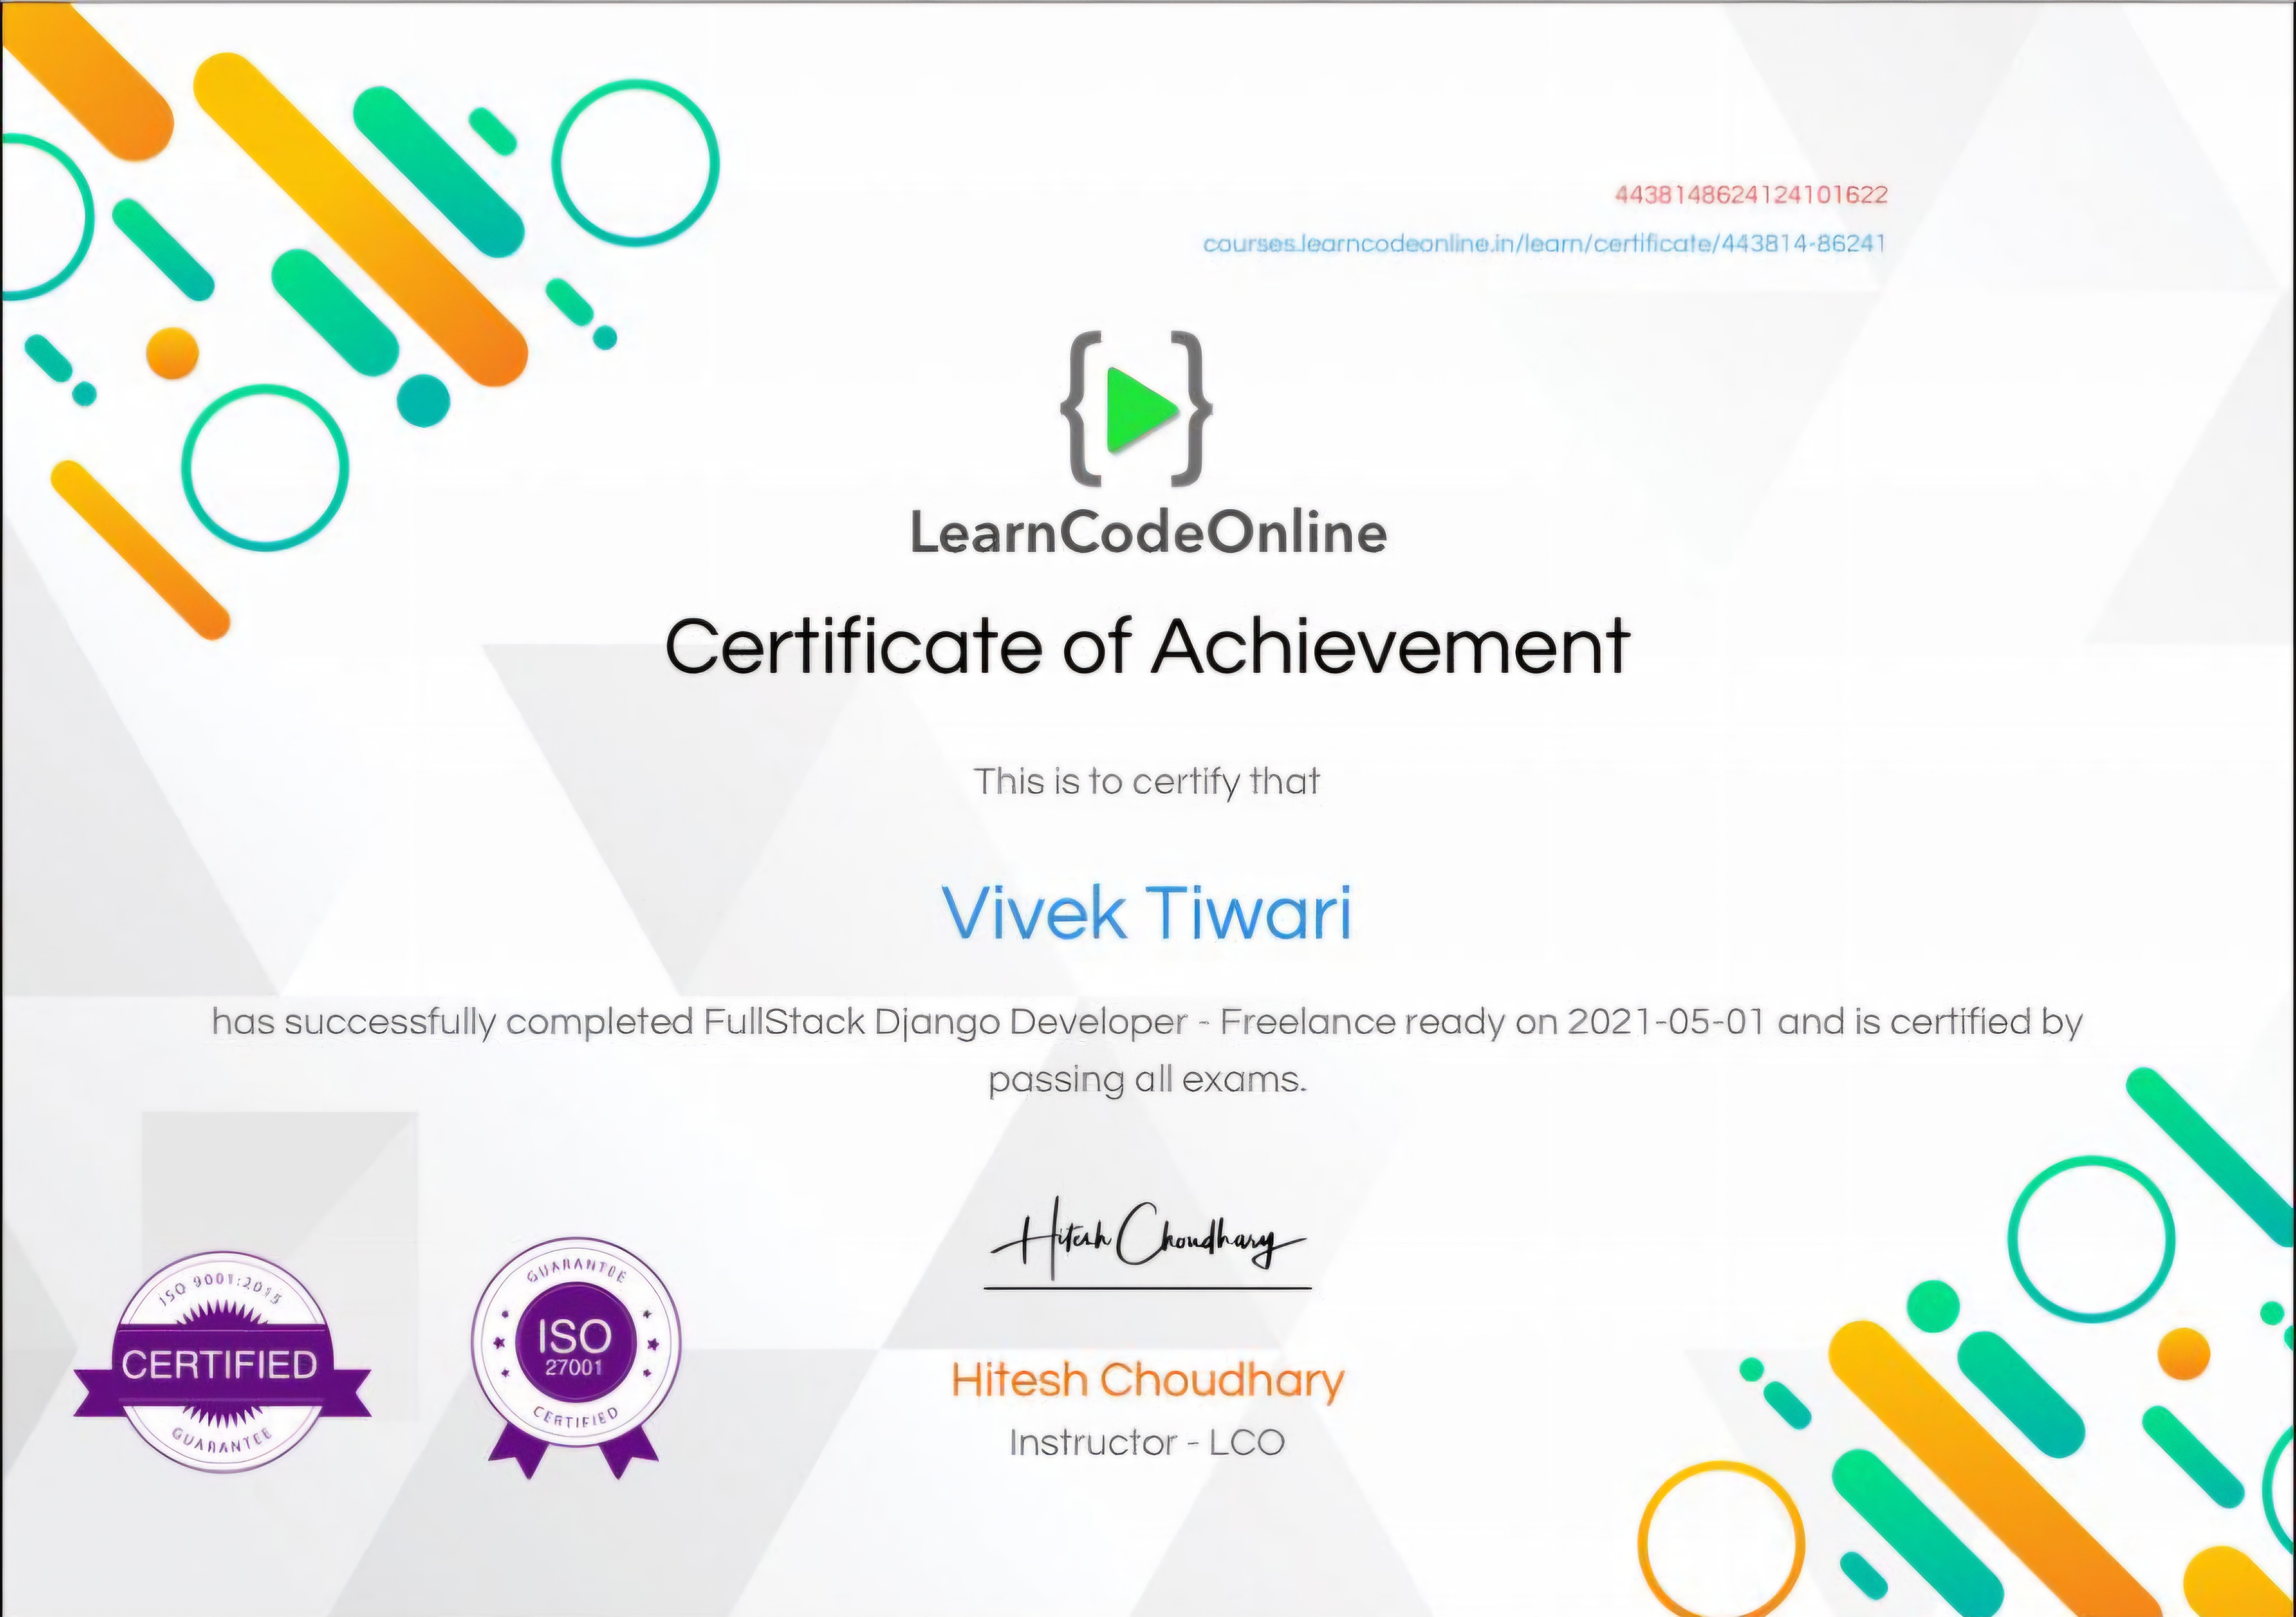 4438148624124101622
courses.learncodeonline.in/learn/certificate/443814-86241
LearnCodeOnline
Certificate of Achievement
This is to certify that
Vivek Tiwari
has successfully completed FullStack Django Developer - Freelance ready on 2021-05-01 and is certified by
passing all exams.
Hitesh Choudhary
ISO 9001:2015
CERTIFIED
GUARANTEE
GUARANTEE
ISO
27001
CERTIFIED
Hitesh Choudhary
Instructor - LCO